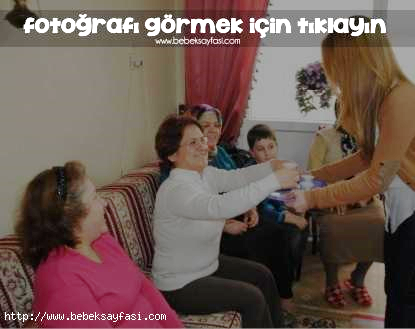 fotoğrafı görmek için tıklayın
www.bebeksayfasi.com
http://www.bebeksayfasi.com